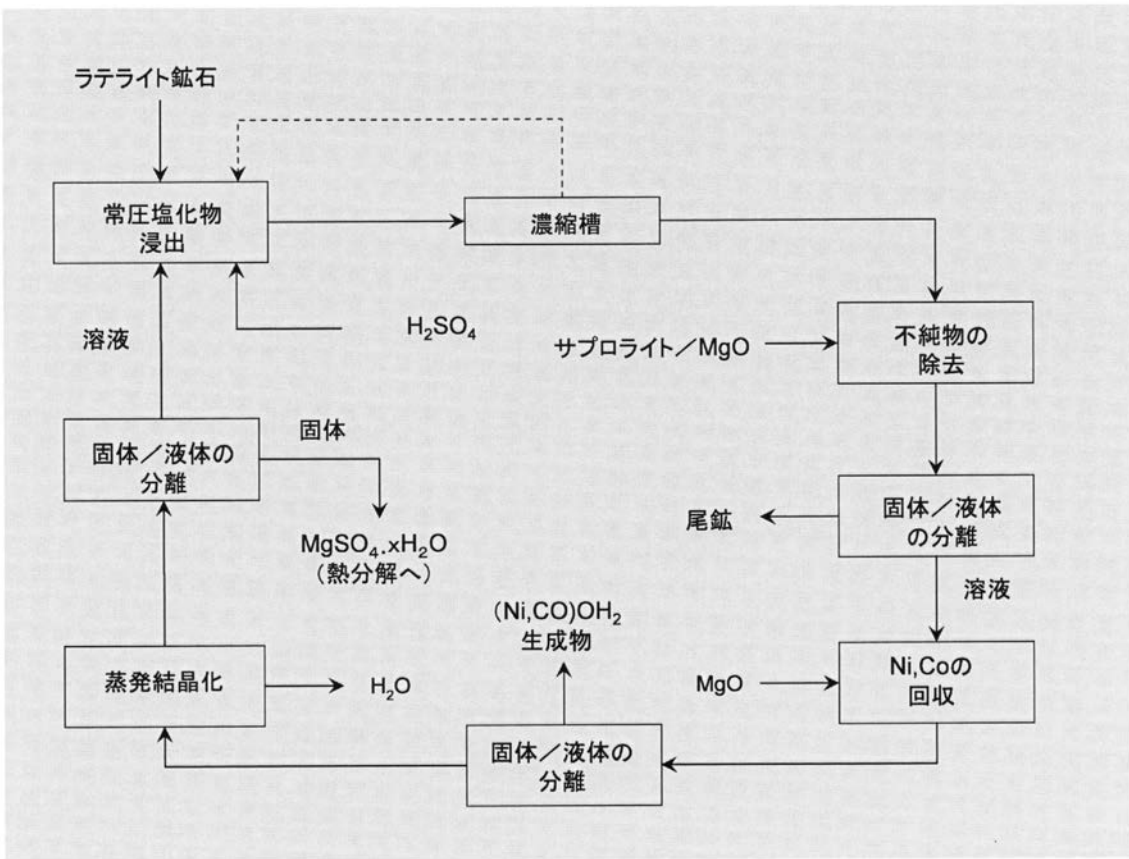 ラテライト鉱石
常圧塩化物
浸出
濃縮槽
溶液
H₂SO₄
サプロライト／MgO
不純物の
除去
固体／液体の
分離
固体
MgSO₄.xH₂O
（熱分解へ）
尾鉱
固体／液体
の分離
溶液
(Ni,CO)OH₂
生成物
蒸発結晶化
H₂O
MgO
Ni,Coの
回収
固体／液体の
分離